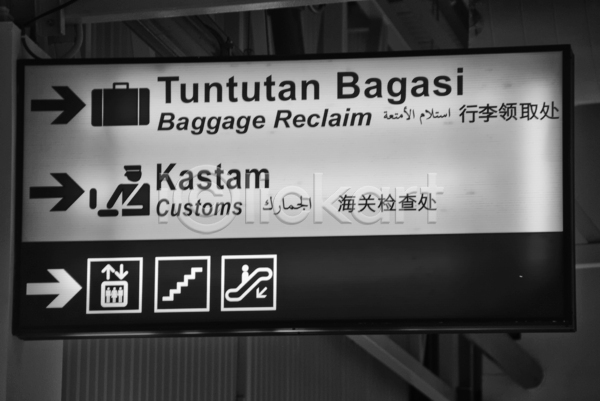 Tuntutan Bagasi
Baggage Reclaim استلام الأمتعة 行李领取处
Kastam
Customs الجمارك 海关检查处
iclickart